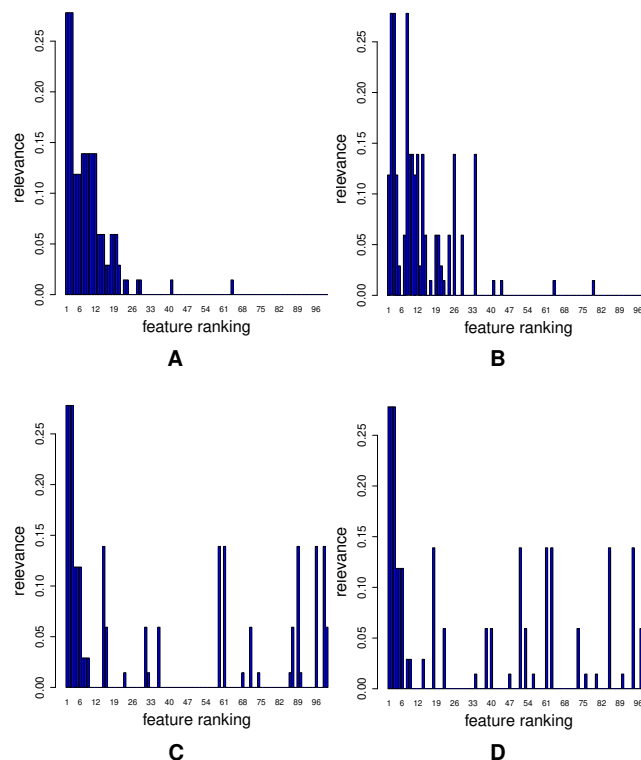 0.00 0.05 0.10 0.15 0.20 0.25
relevance
1 6 12 19 26 33 40 47 54 61 68 75 82 89 96
feature ranking
A
0.00 0.05 0.10 0.15 0.20 0.25
relevance
1 6 12 19 26 33 40 47 54 61 68 75 82 89 96
feature ranking
B
0.00 0.05 0.10 0.15 0.20 0.25
relevance
1 6 12 19 26 33 40 47 54 61 68 75 82 89 96
feature ranking
C
0.00 0.05 0.10 0.15 0.20 0.25
relevance
1 6 12 19 26 33 40 47 54 61 68 75 82 89 96
feature ranking
D